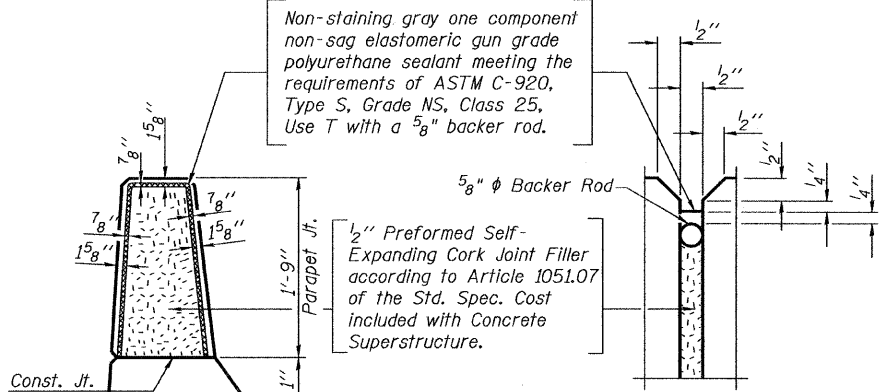 Non-staining gray one component
non-sag elastomeric gun grade
polyurethane sealant meeting the
requirements of ASTM C-920,
Type S, Grade NS, Class 25,
Use T with a 5/8" backer rod.
1/2"
1/2"
1/2"
1/2"
1/4"
1/4"
5/8" ϕ Backer Rod
1 5/8"
7/8"
7/8"
1 5/8"
7/8"
1 5/8"
1'-9"
Parapet Jt.
1/2" Preformed Self-
Expanding Cork Joint Filler
according to Article 1051.07
of the Std. Spec. Cost
included with Concrete
Superstructure.
Const. Jt.
1"